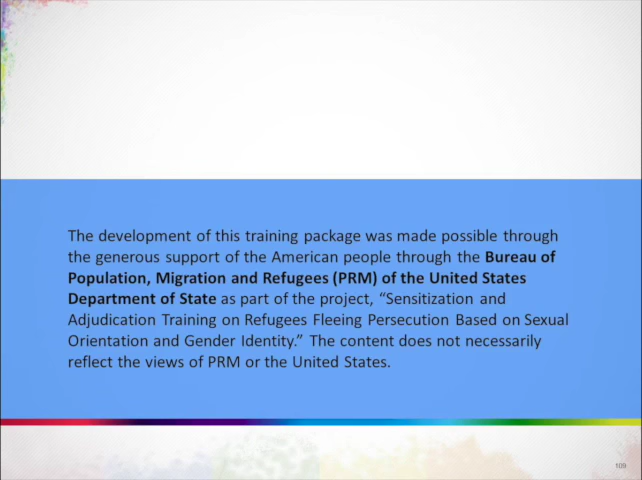 The development of this training package was made possible through
the generous support of the American people through the Bureau of
Population, Migration and Refugees (PRM) of the United States
Department of State as part of the project, “Sensitization and
Adjudication Training on Refugees Fleeing Persecution Based on Sexual
Orientation and Gender Identity.” The content does not necessarily
reflect the views of PRM or the United States.
109